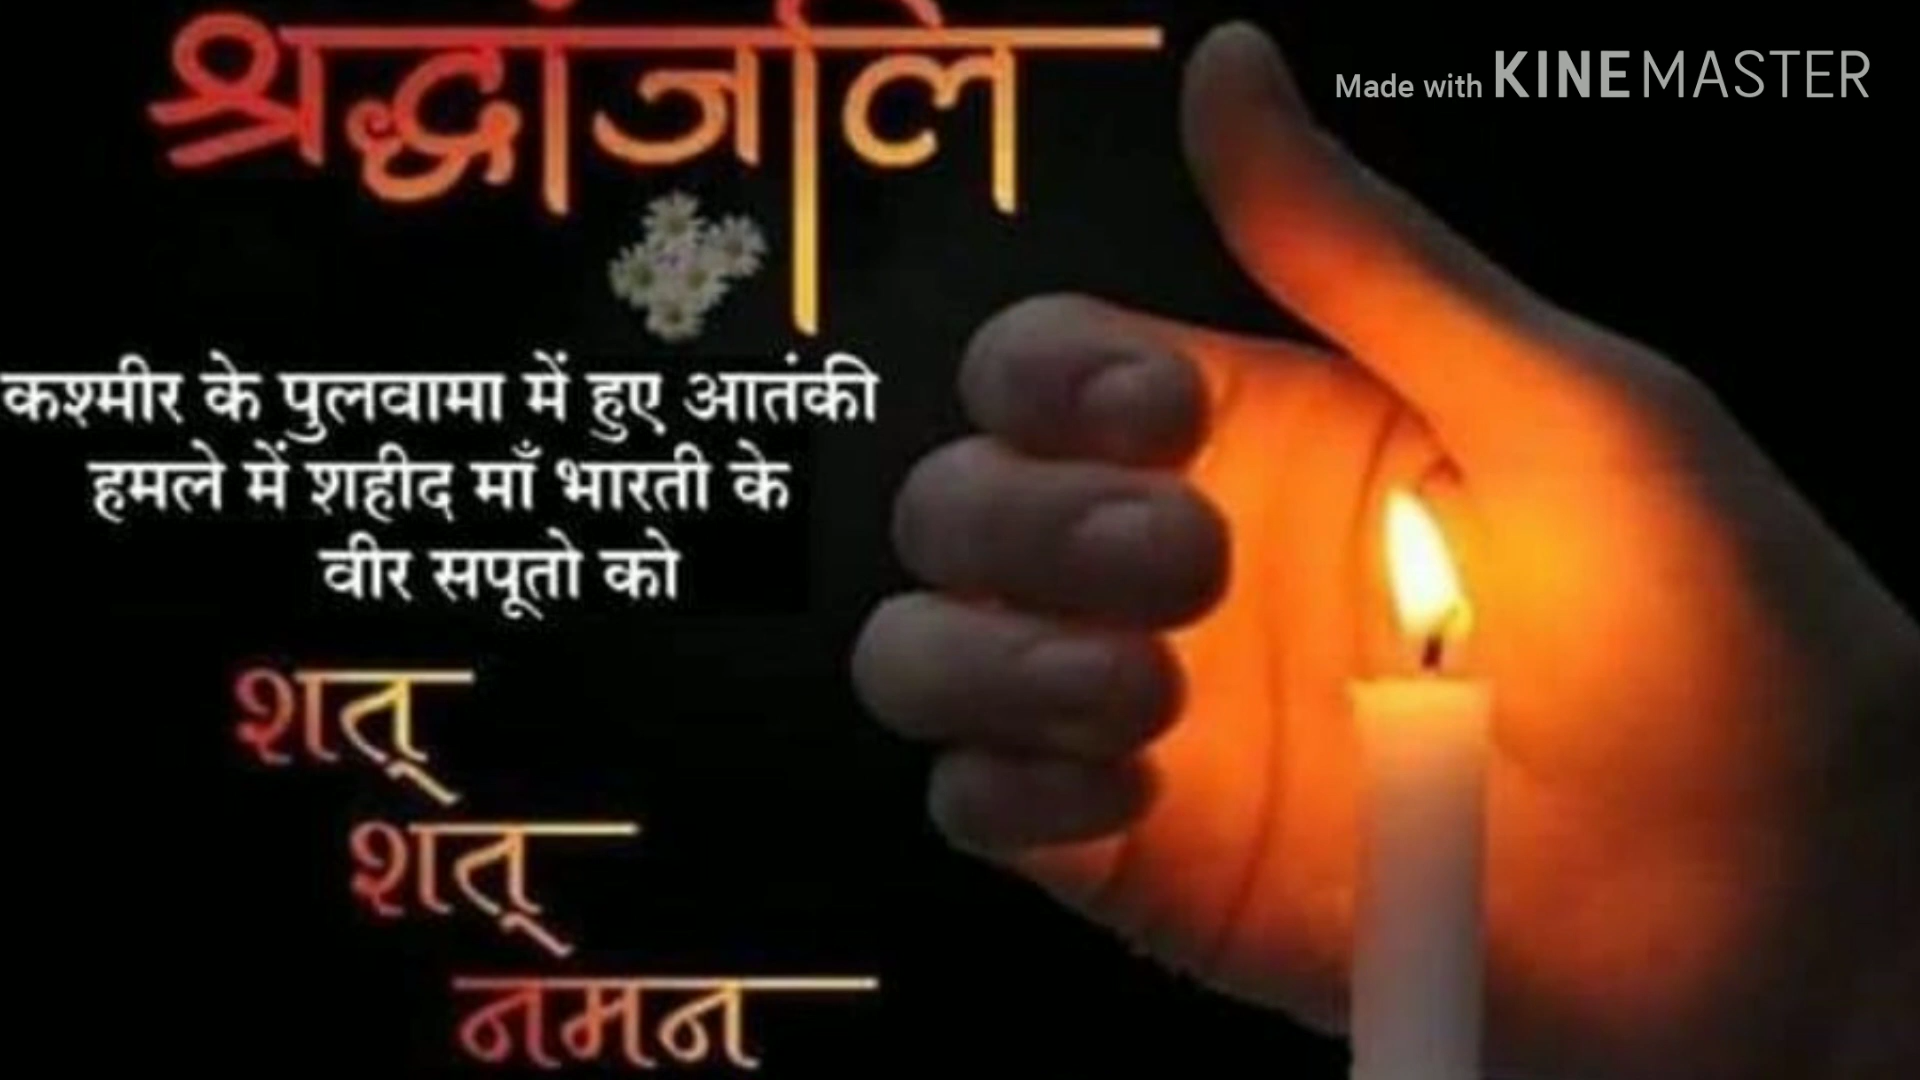 श्रद्धांजलि
Made with KINEMASTER
कश्मीर के पुलवामा में हुए आतंकी
हमले में शहीद माँ भारती के
वीर सपूतो को
शत्
शत्
नमन